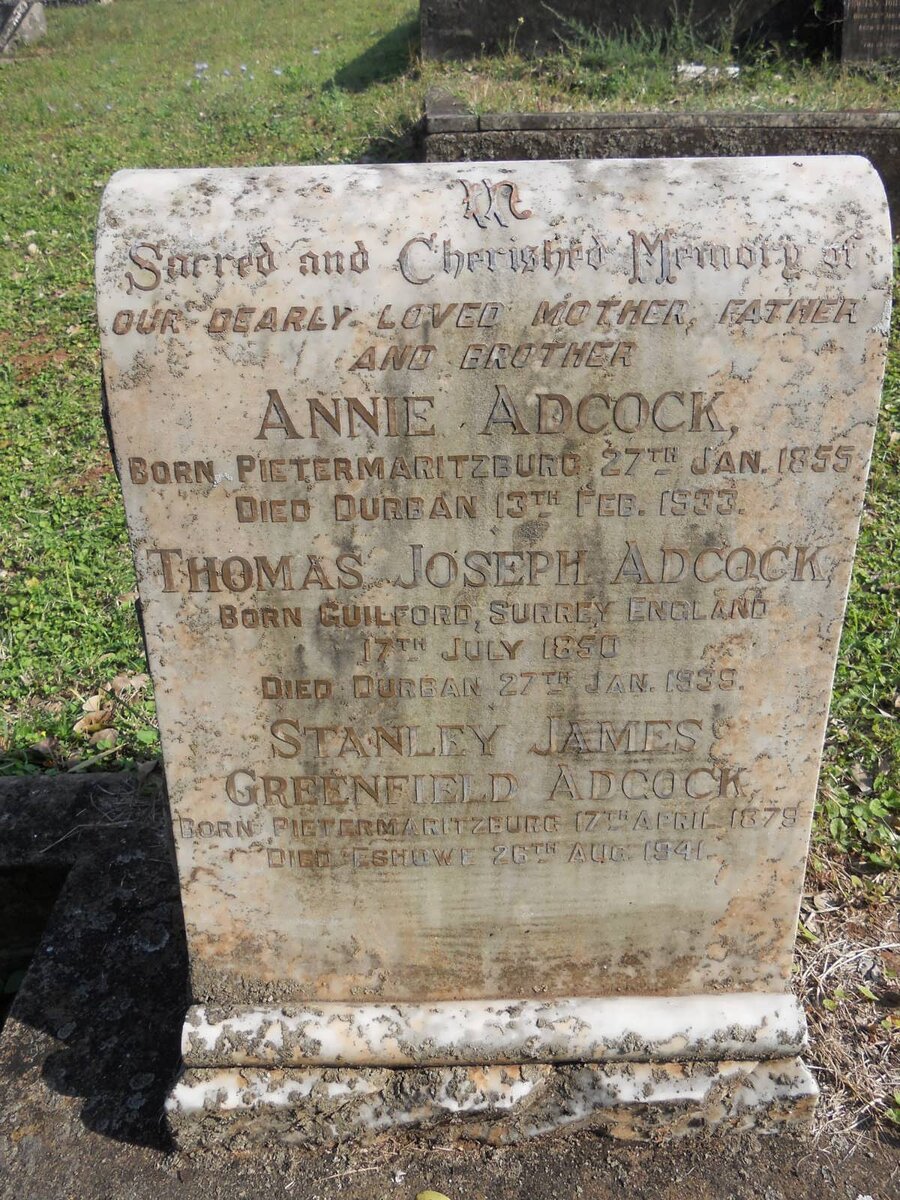 In
Sacred and Cherished Memory of
OUR DEARLY LOVED MOTHER, FATHER
AND BROTHER
ANNIE ADCOCK,
BORN PIETERMARITZBURG 27TH JAN. 1855
DIED DURBAN 13TH FEB. 1933.
THOMAS JOSEPH ADCOCK,
BORN GUILFORD, SURREY ENGLAND
17TH JULY 1850
DIED DURBAN 27TH JAN. 1939.
STANLEY JAMES
GREENFIELD ADCOCK,
BORN PIETERMARITZBURG 17TH APRIL 1879
DIED ESHOWE 26TH AUG. 1941.